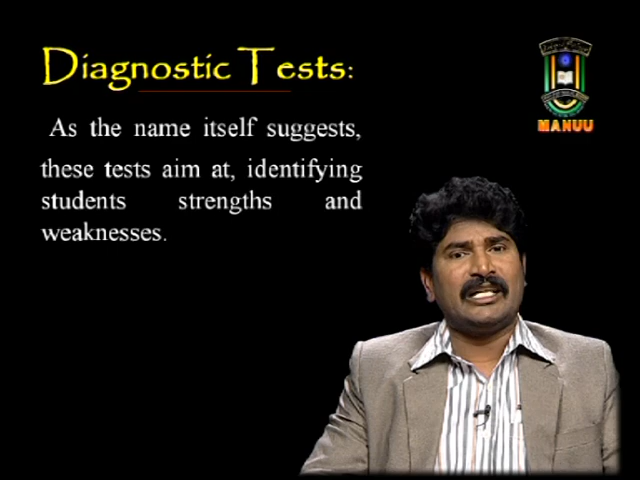 Diagnostic Tests:
As the name itself suggests,
these tests aim at, identifying
students strengths and
weaknesses.
MANUU